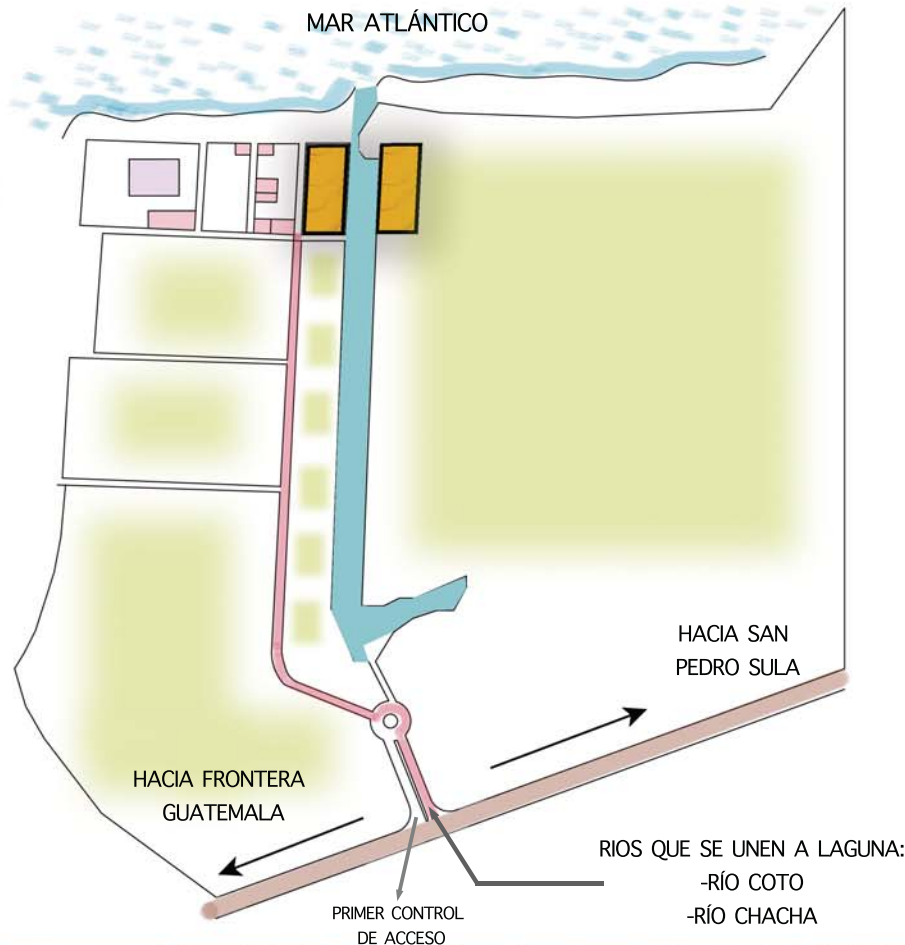 MAR ATLÁNTICO
HACIA SAN
PEDRO SULA
HACIA FRONTERA
GUATEMALA
RIOS QUE SE UNEN A LAGUNA:
-RÍO COTO
-RÍO CHACHA
PRIMER CONTROL
DE ACCESO